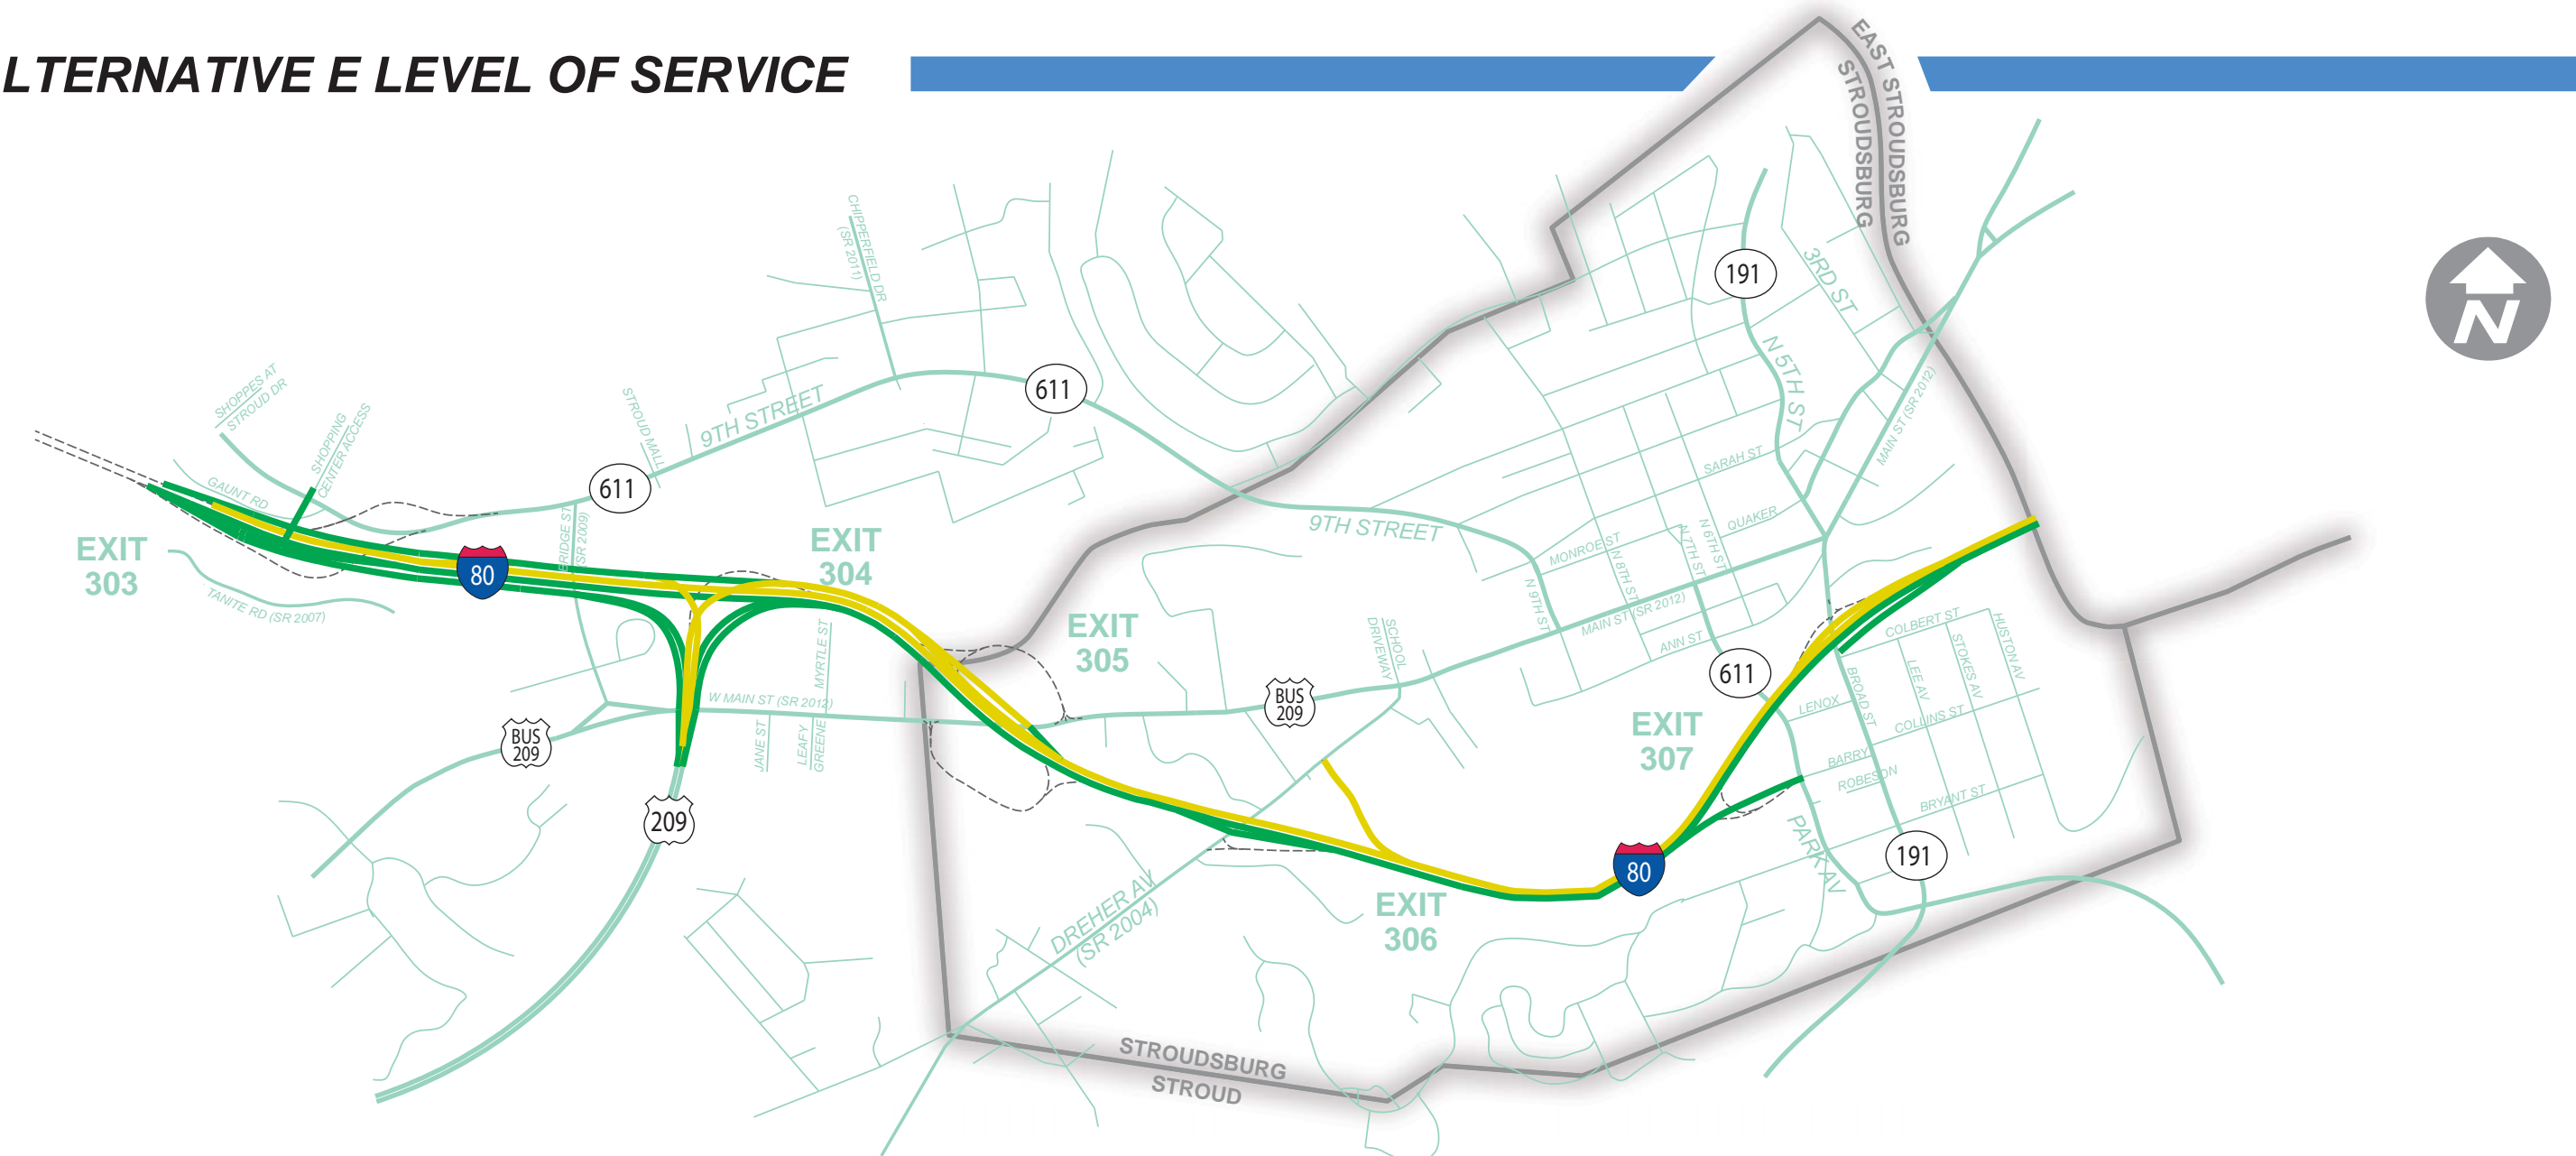 LTERNATIVE E LEVEL OF SERVICE
EAST STROUDSBURG
STROUDSBURG
N
CHIPPERFIELD DR
(SR 2011)
191
3RD ST
N 5TH ST
MAIN ST (SR 2012)
SHOPPES AT
STROUD DR
SHOPPING
CENTER ACCESS
STROUD MALL
9TH STREET
611
611
GAUNT RD
BRIDGE ST
(SR 2009)
EXIT
303
80
TANITE RD (SR 2007)
EXIT
304
9TH STREET
SARAH ST
QUAKER
MONROE ST
N 6TH ST
N 7TH ST
N 8TH ST
N 9TH ST
MAIN ST (SR 2012)
ANN ST
EXIT
305
SCHOOL
DRIVEWAY
MYRTLE ST
W MAIN ST (SR 2012)
JANE ST
LEAFY
GREENE
BUS
209
BUS
209
209
611
COLBERT ST
HUSTON AV
STOKES AV
LEE AV
BROAD ST
LENOX
COLLINS ST
BARRY
ROBESON
BRYANT ST
EXIT
307
PARK AV
80
191
EXIT
306
DREHER AV
(SR 2004)
STROUDSBURG
STROUD